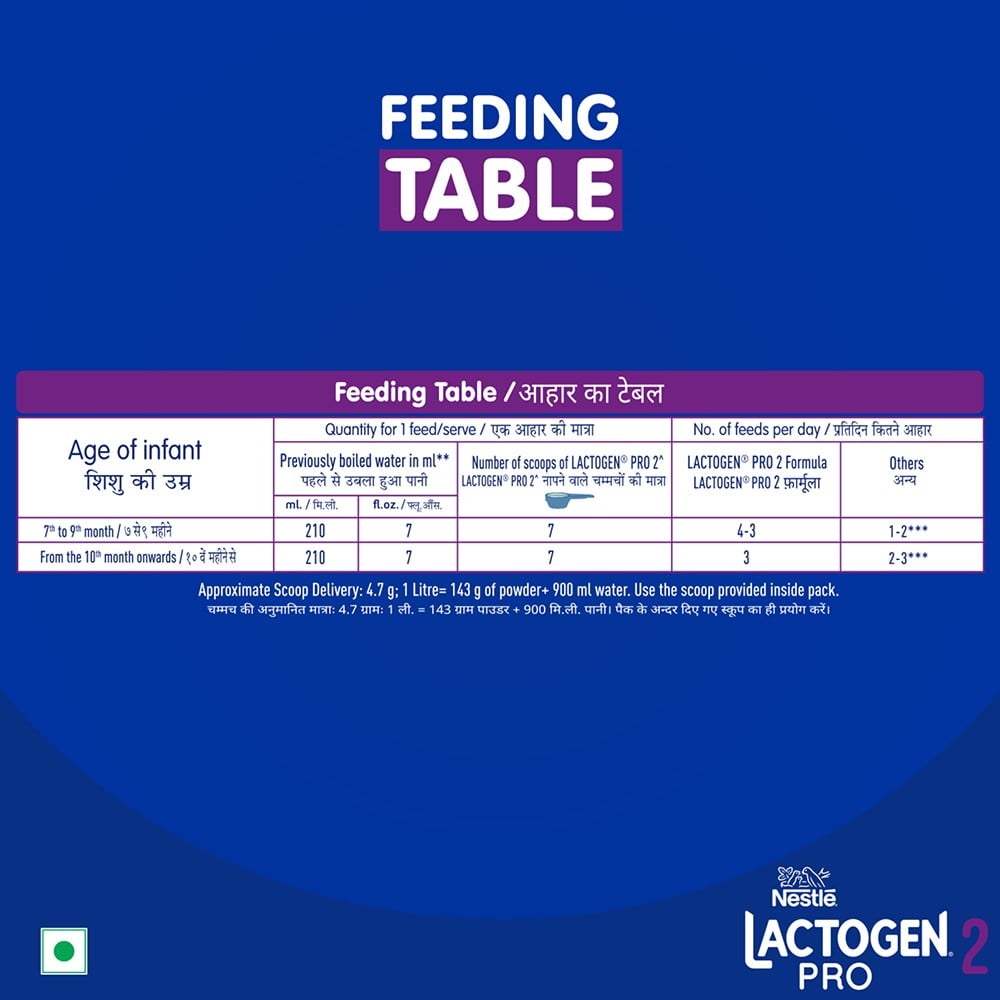 FEEDING
TABLE
Feeding Table / आहार का टेबल
Age of infant
शिशु की उम्र
Quantity for 1 feed/serve / एक आहार की मात्रा
No. of feeds per day / प्रतिदिन कितने आहार
Previously boiled water in ml**
पहले से उबला हुआ पानी
Number of scoops of LACTOGEN® PRO 2^
LACTOGEN® PRO 2^ नापने वाले चम्मचों की मात्रा
LACTOGEN® PRO 2 Formula
LACTOGEN® PRO 2 फ़ार्मूला
Others
अन्य
ml. / मि.ली.
fl.oz. / फ्लू.औंस.
7th to 9th month / ७ से९ महीने 210 7 7 4-3 1-2***
From the 10th month onwards / १० वें महीने से 210 7 7 3 2-3***
Approximate Scoop Delivery: 4.7 g; 1 Litre= 143 g of powder+ 900 ml water. Use the scoop provided inside pack.
चम्मच की अनुमानित मात्राः 4.7 ग्रामः 1 ली. = 143 ग्राम पाउडर + 900 मि.ली. पानी। पैक के अन्दर दिए गए स्कूप का ही प्रयोग करें।
Nestlé
LACTOGEN® 2
PRO